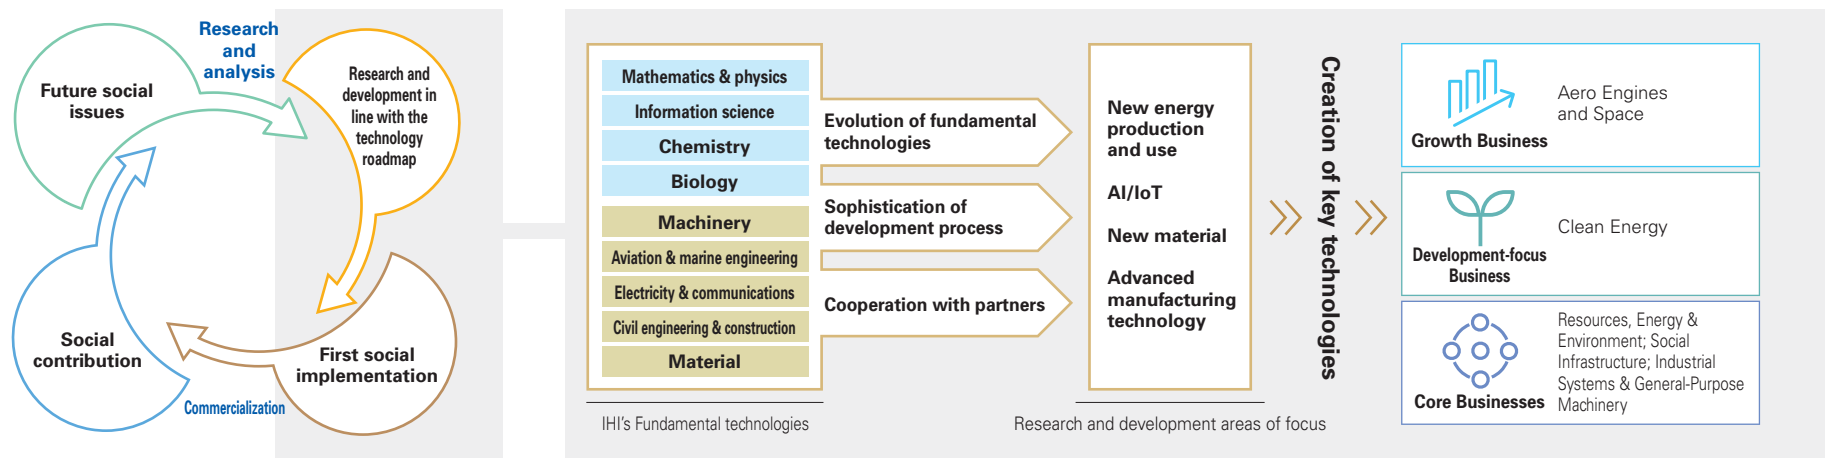 Future social
issues
Research
and
analysis
Research and
development in
line with the
technology
roadmap
Social
contribution
First social
implementation
Commercialization
Mathematics & physics
Information science
Chemistry
Biology
Machinery
Aviation & marine engineering
Electricity & communications
Civil engineering & construction
Material
IHI's Fundamental technologies
Evolution of fundamental
technologies
Sophistication of
development process
Cooperation with partners
New energy
production
and use
AI/IoT
New material
Advanced
manufacturing
technology
Research and development areas of focus
Creation of key technologies
Growth Business
Aero Engines
and Space
Development-focus
Business
Clean Energy
Core Businesses
Resources, Energy &
Environment; Social
Infrastructure; Industrial
Systems & General-Purpose
Machinery